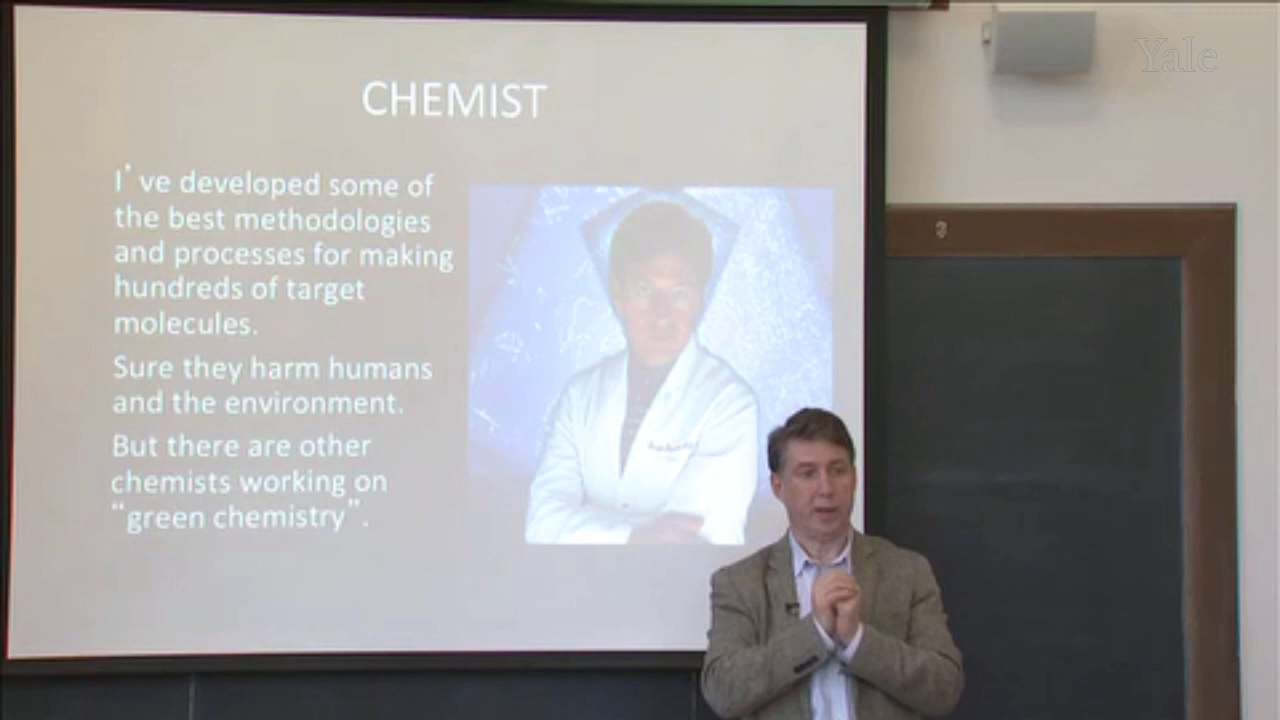 Yale
CHEMIST
I've developed some of
the best methodologies
and processes for making
hundreds of target
molecules.
Sure they harm humans
and the environment.
But there are other
chemists working on
“green chemistry”.
3